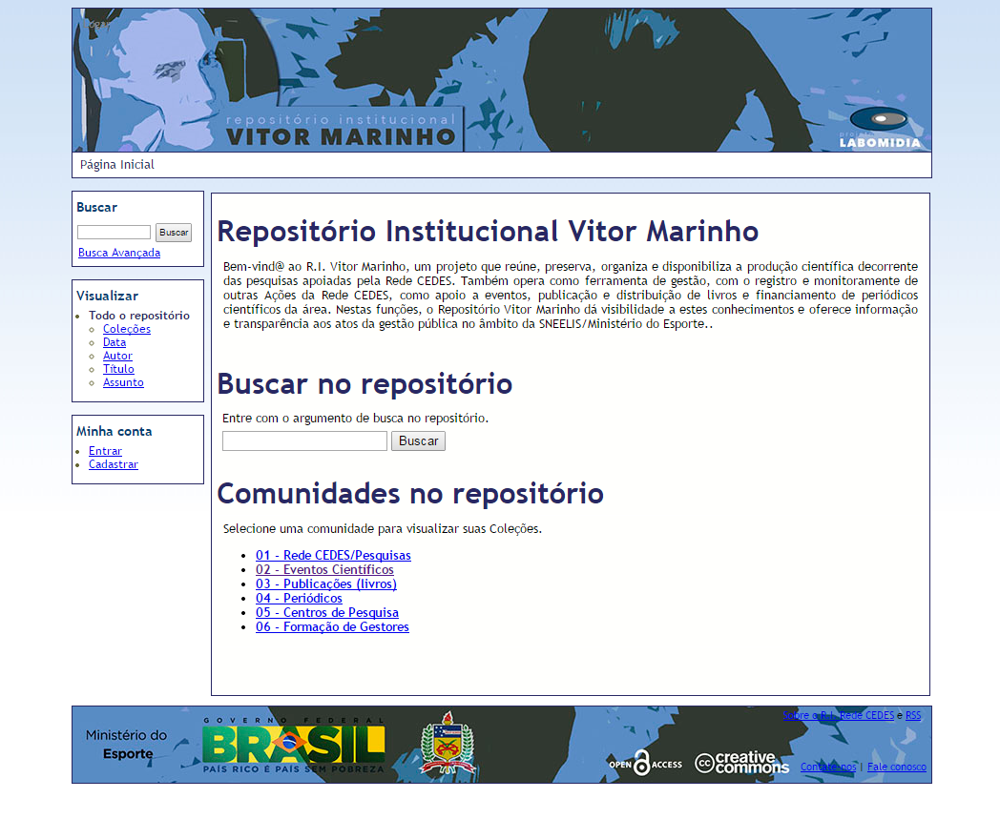 Logar
repositório institucional
VITOR MARINHO
projeto
LABOMIDIA
Página Inicial
Buscar
Buscar
Busca Avançada
Visualizar
Todo o repositório
Coleções
Data
Autor
Título
Assunto
Minha conta
Entrar
Cadastrar
Repositório Institucional Vitor Marinho
Bem-vind@ ao R.I. Vitor Marinho, um projeto que reúne, preserva, organiza e disponibiliza a produção científica decorrente
das pesquisas apoiadas pela Rede CEDES. Também opera como ferramenta de gestão, com o registro e monitoramente de
outras Ações da Rede CEDES, como apoio a eventos, publicação e distribuição de livros e financiamento de periódicos
científicos da área. Nestas funções, o Repositório Vitor Marinho dá visibilidade a estes conhecimentos e oferece informação
e transparência aos atos da gestão pública no âmbito da SNEELIS/Ministério do Esporte..
Buscar no repositório
Entre com o argumento de busca no repositório.
Buscar
Comunidades no repositório
Selecione uma comunidade para visualizar suas Coleções.
01 - Rede CEDES/Pesquisas
02 - Eventos Científicos
03 - Publicações (livros)
04 - Periódicos
05 - Centros de Pesquisa
06 - Formação de Gestores
Sobre o R.I. Rede CEDES e RSS
Ministério do
Esporte
GOVERNO FEDERAL
BRASIL
PAÍS RICO É PAÍS SEM POBREZA
OPEN ACCESS
cc creative
commons
Contate-nos | Fale conosco